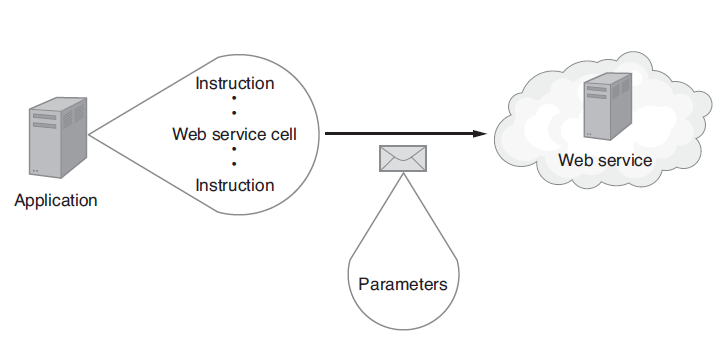 Instruction
Web service cell
Instruction
Application
Web service
Parameters